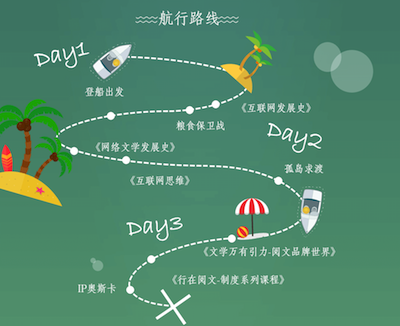 航行路线
Day1
登船出发
《互联网发展史》
粮食保卫战
Day2
《网络文学发展史》
孤岛求渡
《互联网思维》
Day3
《文学万有引力-阅文品牌世界》
《行在阅文-制度系列课程》
IP奥斯卡